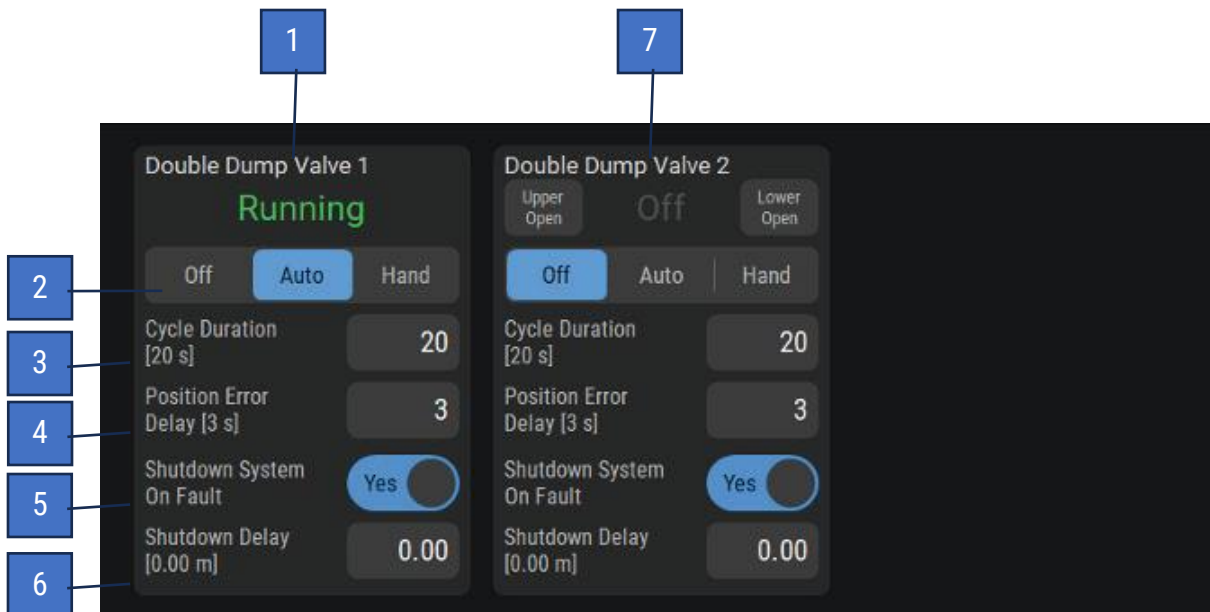 1
7
Double Dump Valve 1
Running
Off Auto Hand
2
Cycle Duration
[20 s]
20
3
Position Error
Delay [3 s]
3
4
Shutdown System
On Fault
Yes
5
Shutdown Delay
[0.00 m]
0.00
6
Double Dump Valve 2
Upper
Open
Off
Lower
Open
Off Auto Hand
Cycle Duration
[20 s]
20
Position Error
Delay [3 s]
3
Shutdown System
On Fault
Yes
Shutdown Delay
[0.00 m]
0.00